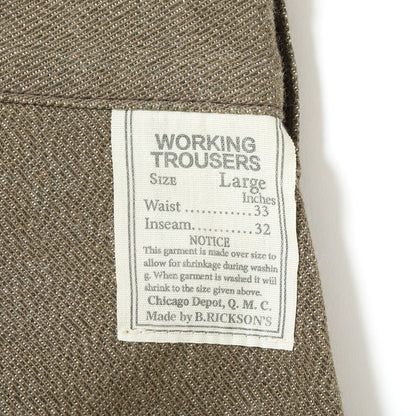 WORKING
TROUSERS
SIZE Large
Inches
Waist ........... 33
Inseam ......... 32
NOTICE
This garment is made over size to
allow for shrinkage during washin
g. When garment is washed it wiil
shrink to the size given above.
Chicago Depot, Q. M. C.
Made by B.RICKSON'S